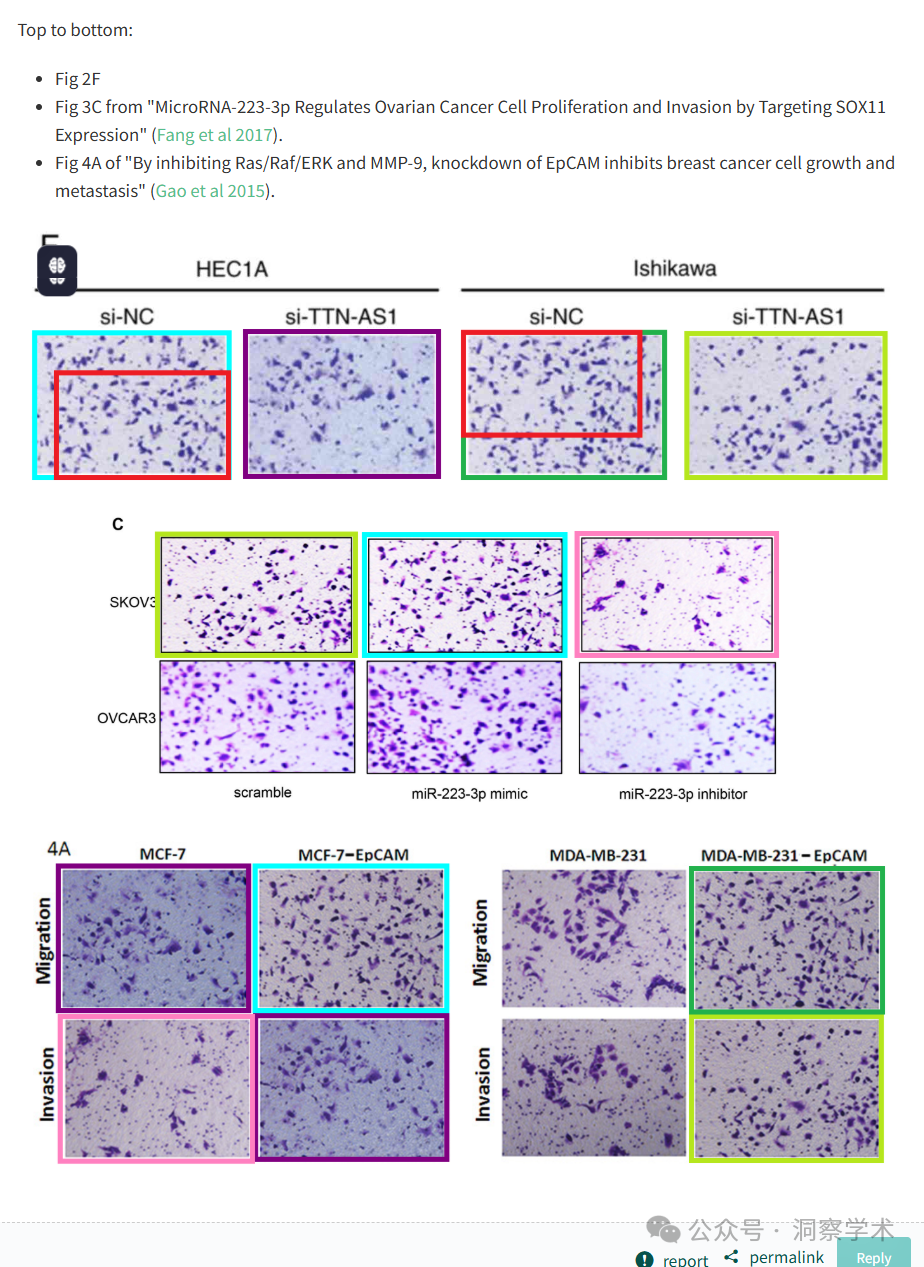 Top to bottom:
• Fig 2F
• Fig 3C from "MicroRNA-223-3p Regulates Ovarian Cancer Cell Proliferation and Invasion by Targeting SOX11
Expression" (Fang et al 2017).
• Fig 4A of "By inhibiting Ras/Raf/ERK and MMP-9, knockdown of EpCAM inhibits breast cancer cell growth and
metastasis" (Gao et al 2015).
HEC1A Ishikawa
si-NC si-TTN-AS1 si-NC si-TTN-AS1
C
SKOV3
OVCAR3
scramble miR-223-3p mimic miR-223-3p inhibitor
4A MCF-7 MCF-7-EpCAM MDA-MB-231 MDA-MB-231-EpCAM
Migration Migration
Invasion Invasion
公众号 · 洞察学术
report permalink Reply